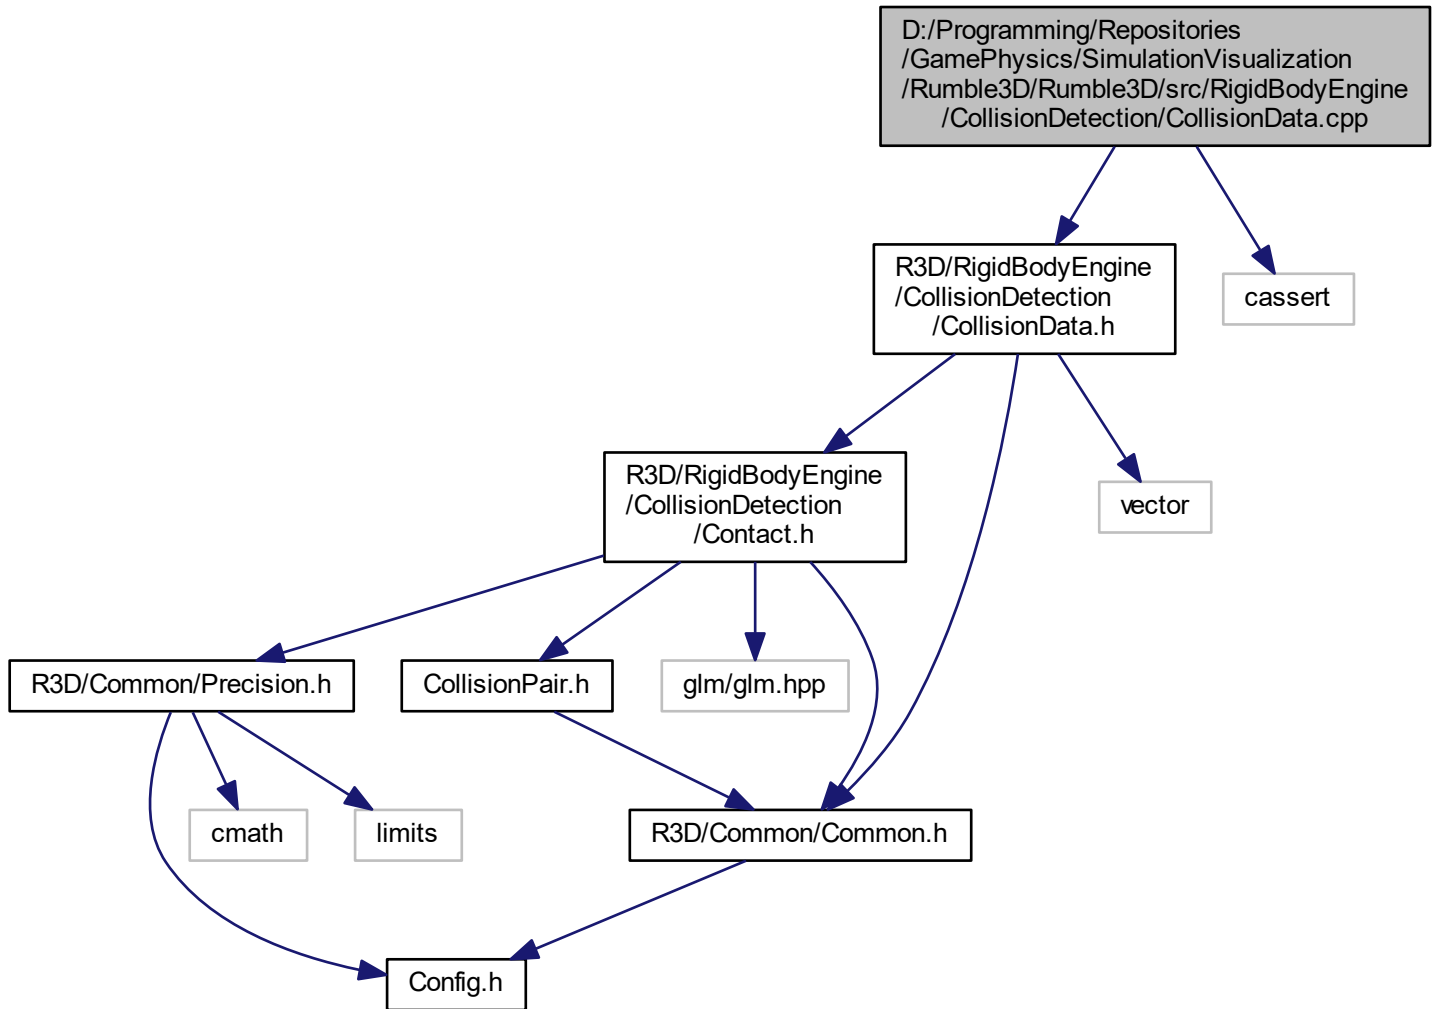 D:/Programming/Repositories
/GamePhysics/SimulationVisualization
/Rumble3D/Rumble3D/src/RigidBodyEngine
/CollisionDetection/CollisionData.cpp
R3D/RigidBodyEngine
/CollisionDetection
/CollisionData.h
cassert
R3D/RigidBodyEngine
/CollisionDetection
/Contact.h
vector
R3D/Common/Precision.h
CollisionPair.h
glm/glm.hpp
cmath
limits
R3D/Common/Common.h
Config.h